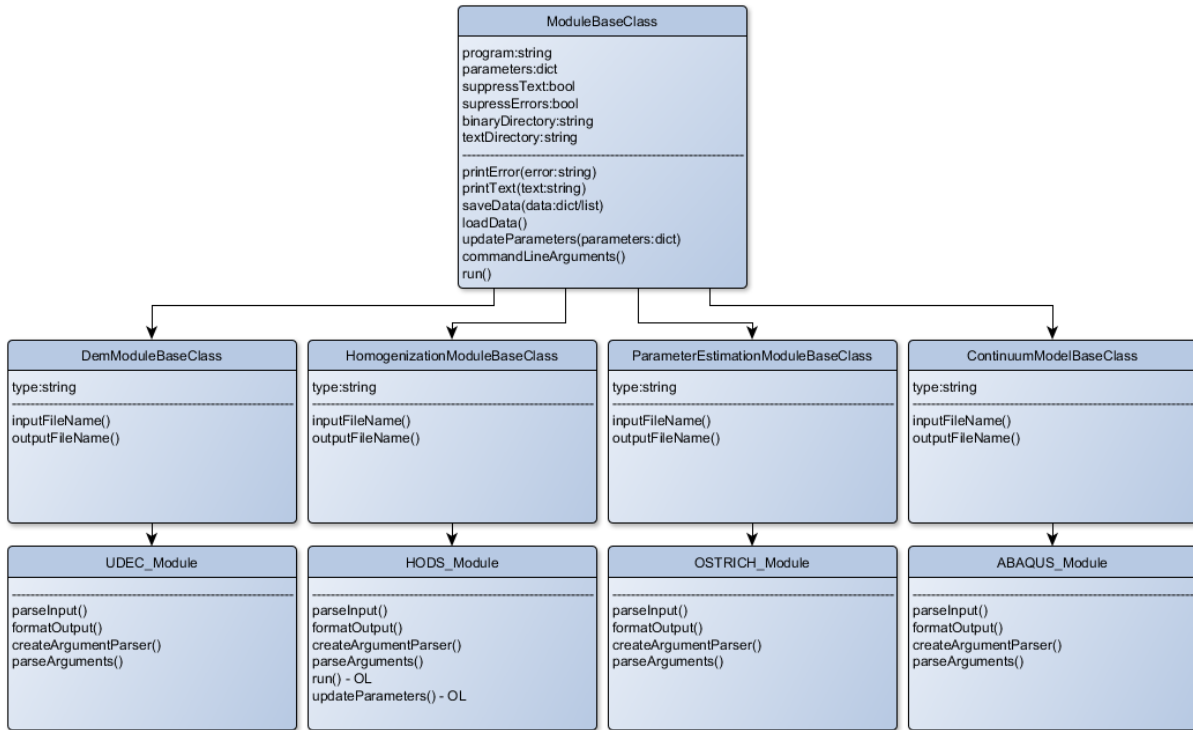 ModuleBaseClass
program:string
parameters:dict
suppressText:bool
supressErrors:bool
binaryDirectory:string
textDirectory:string
printError(error:string)
printText(text:string)
saveData(data:dict/list)
loadData()
updateParameters(parameters:dict)
commandLineArguments()
run()
DemModuleBaseClass
type:string
inputFileName()
outputFileName()
HomogenizationModuleBaseClass
type:string
inputFileName()
outputFileName()
ParameterEstimationModuleBaseClass
type:string
inputFileName()
outputFileName()
ContinuumModelBaseClass
type:string
inputFileName()
outputFileName()
UDEC_Module
parseInput()
formatOutput()
createArgumentParser()
parseArguments()
HODS_Module
parseInput()
formatOutput()
createArgumentParser()
parseArguments()
run() - OL
updateParameters() - OL
OSTRICH_Module
parseInput()
formatOutput()
createArgumentParser()
parseArguments()
ABAQUS_Module
parseInput()
formatOutput()
createArgumentParser()
parseArguments()